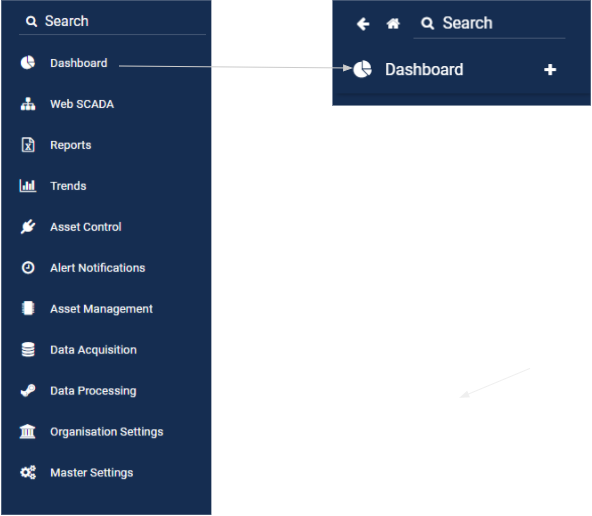 Search
Dashboard
Web SCADA
Reports
Trends
Asset Control
Alert Notifications
Asset Management
Data Acquisition
Data Processing
Organisation Settings
Master Settings
Search
Dashboard